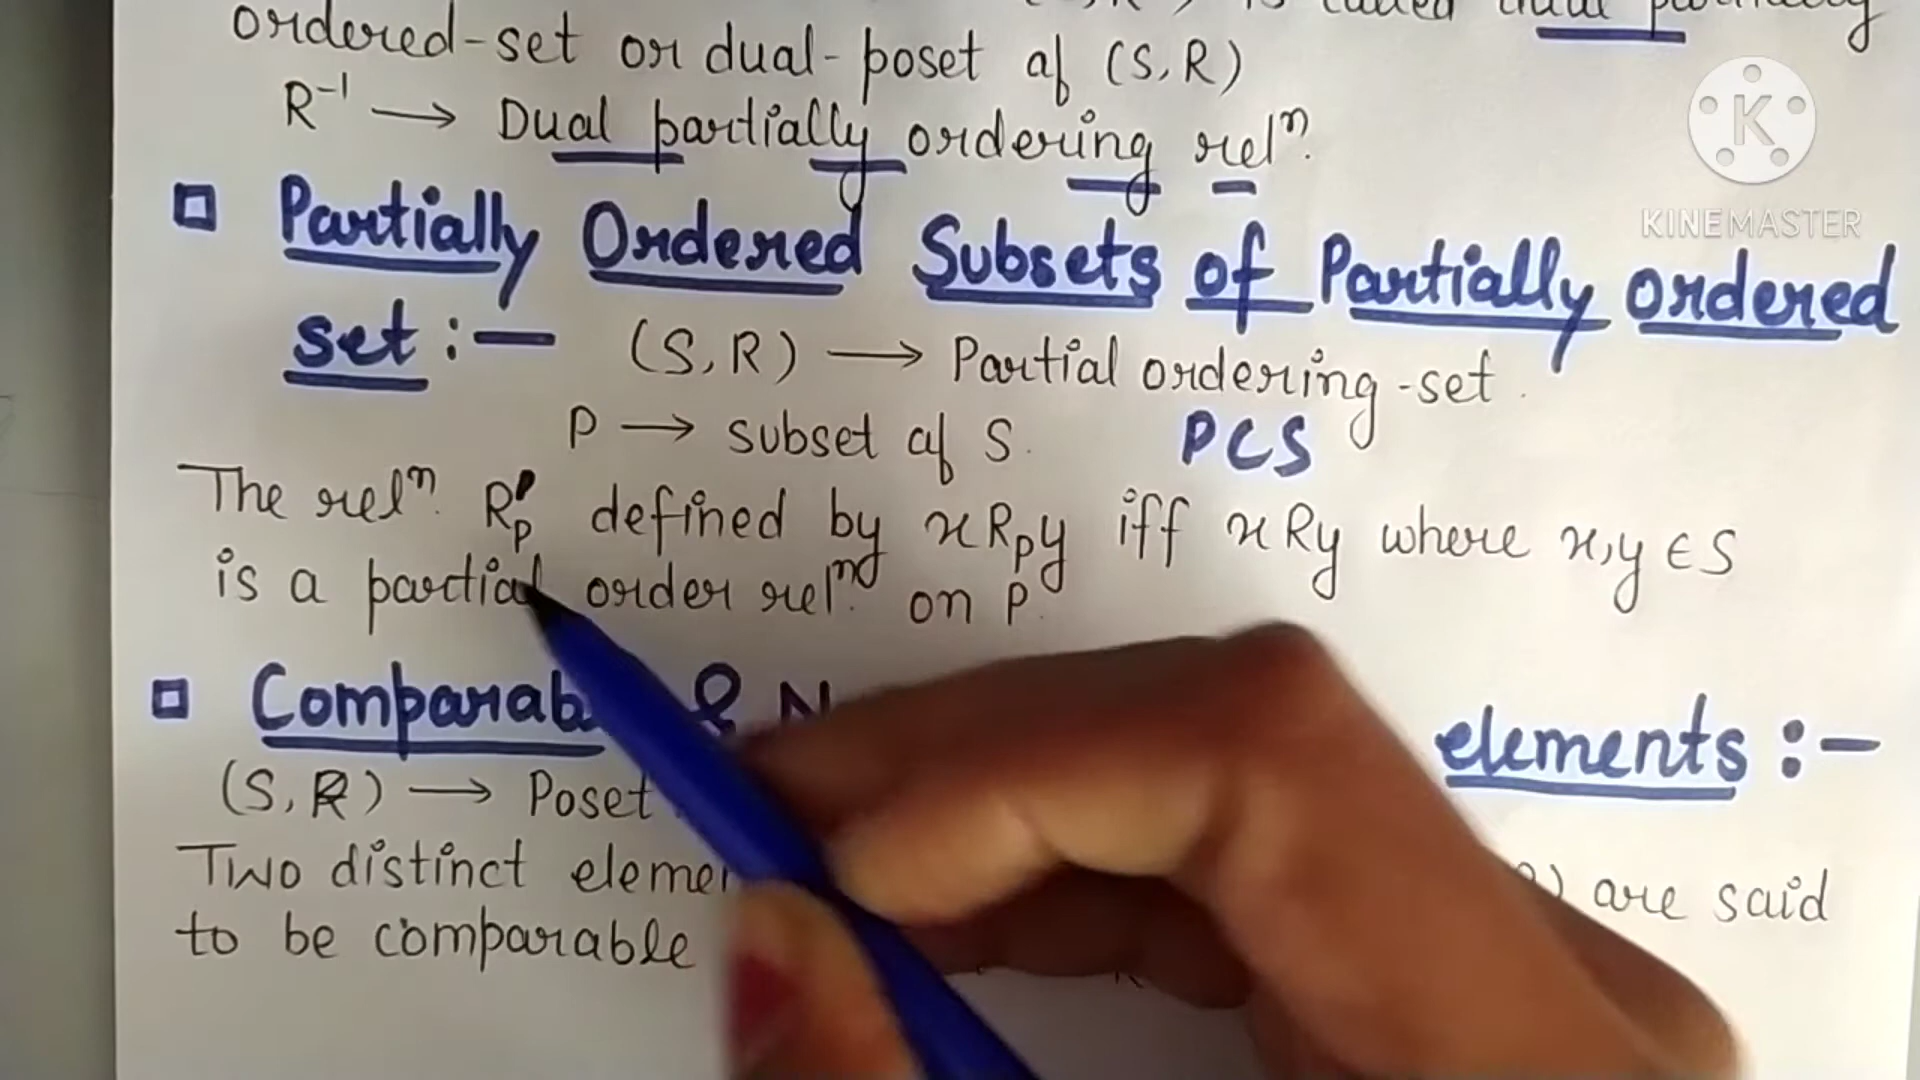 ordered-set or dual-poset of (S,R)
R⁻¹ → Dual partially ordering relⁿ.
K
KINEMASTER
Partially Ordered Subsets of Partially ordered
set :— (S,R) → Partial ordering-set.
P → subset of S. P⊂S
The relⁿ. Rₚ defined by xRₚy iff xRy where x,y ∈ S
is a partial order relⁿ. on P.
Comparab & N elements :—
(S,R) → Poset
Two distinct eleme are said
to be comparable